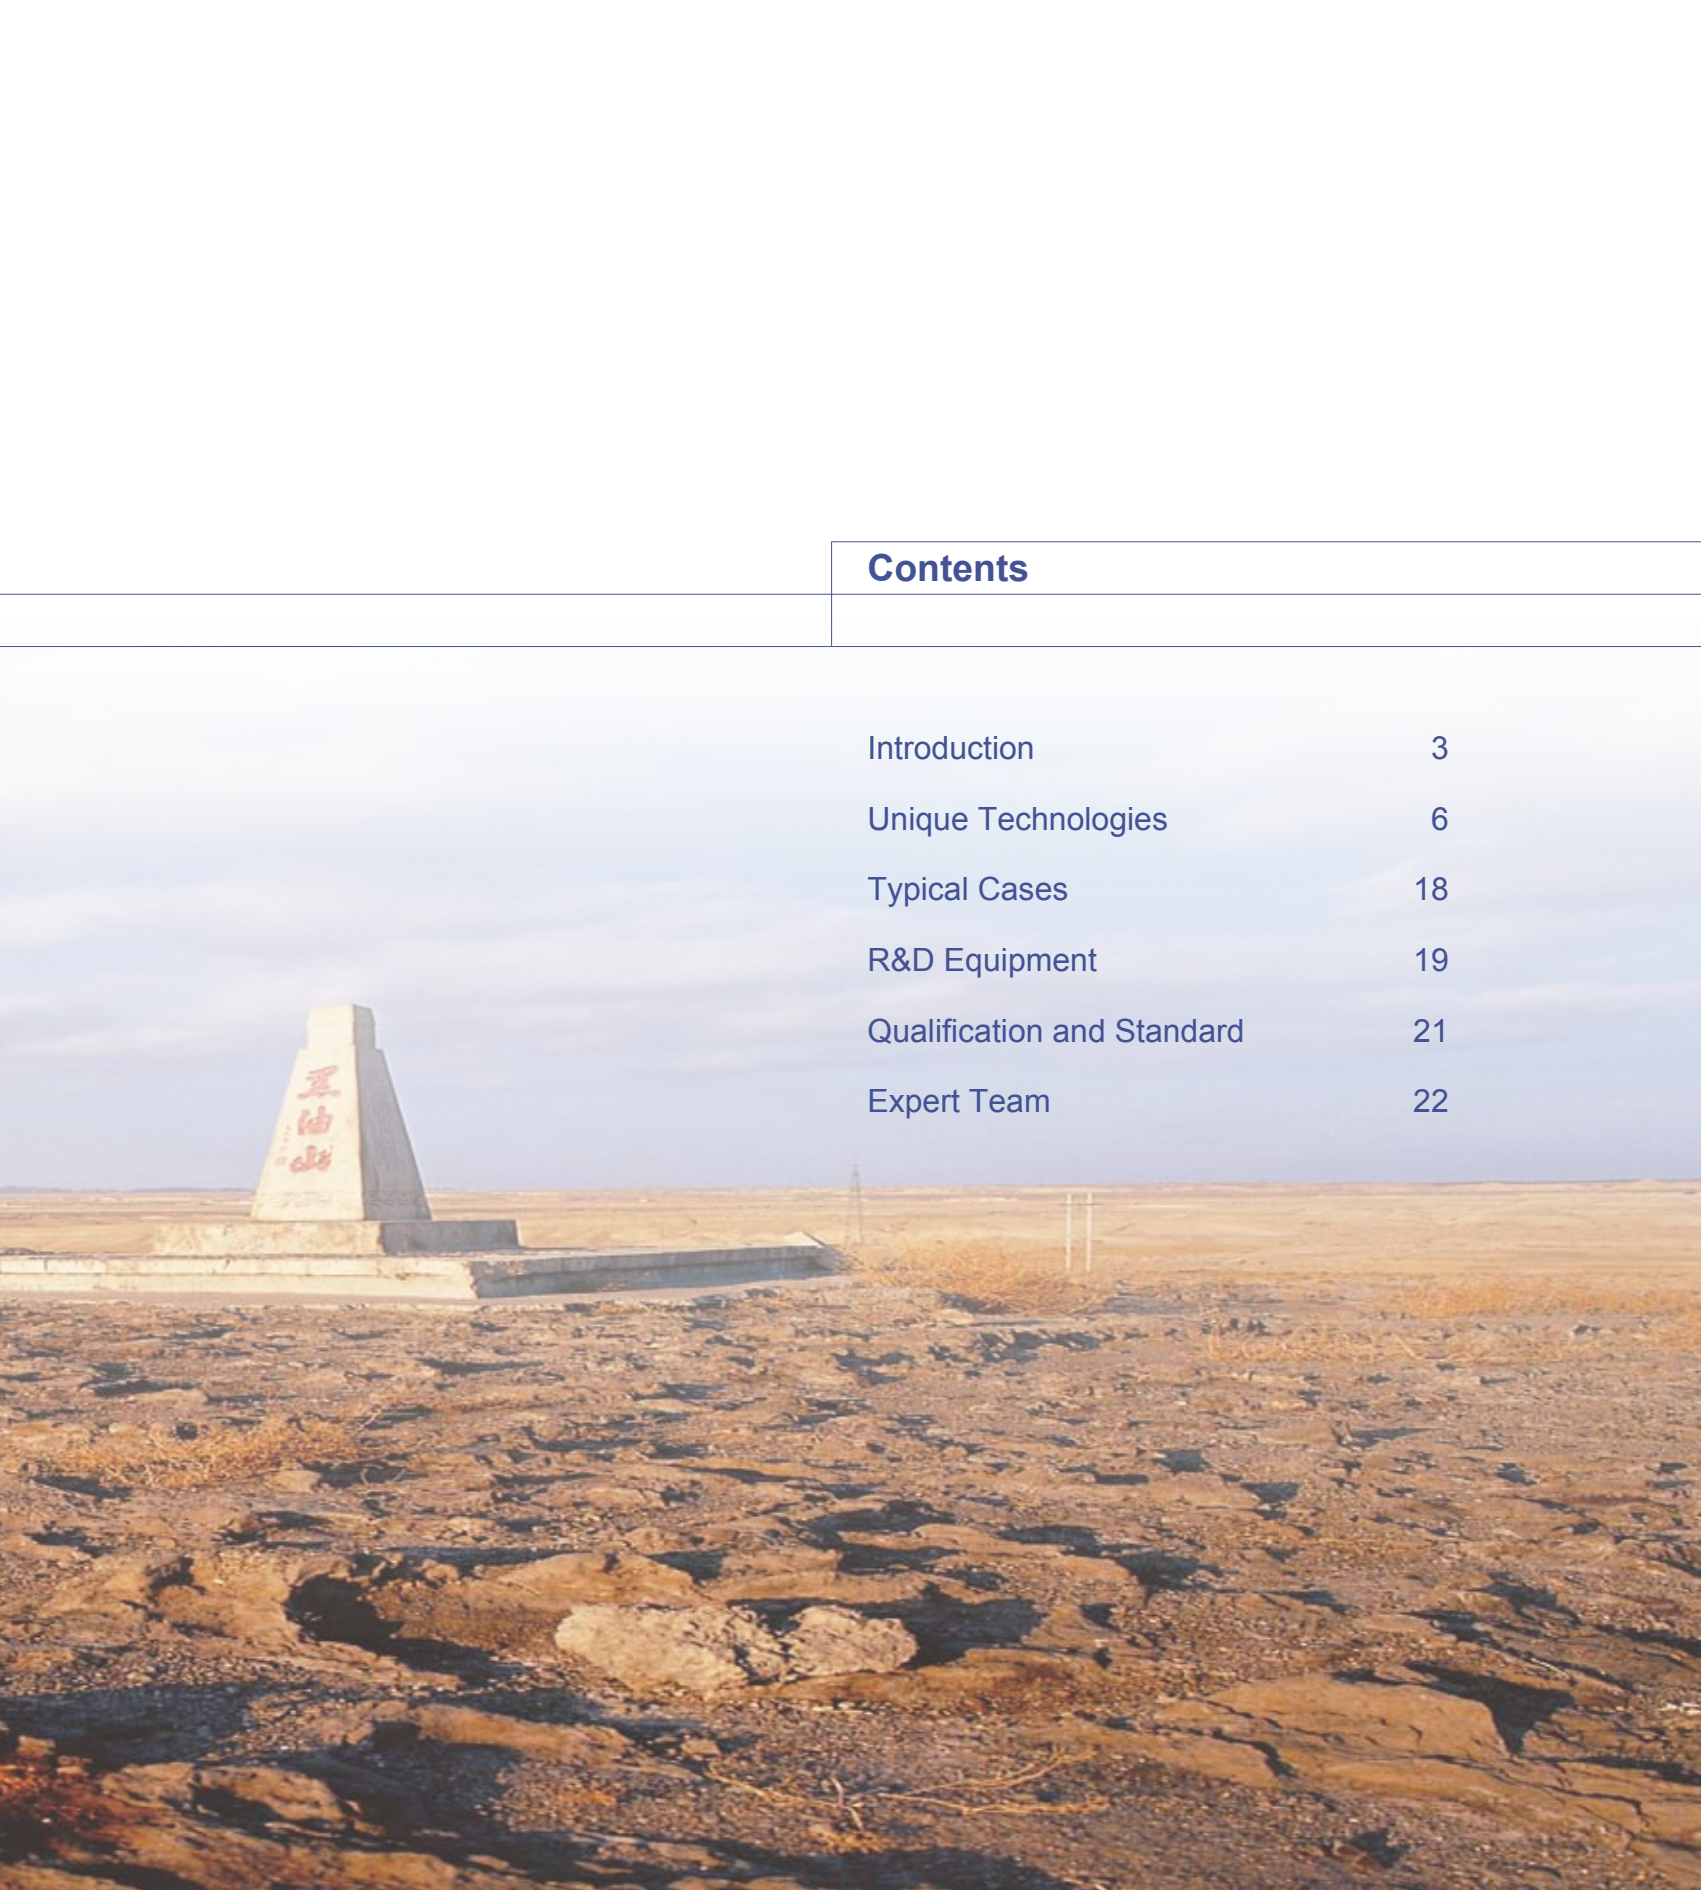 Contents
Introduction 3
Unique Technologies 6
Typical Cases 18
R&D Equipment 19
Qualification and Standard 21
Expert Team 22
油
山